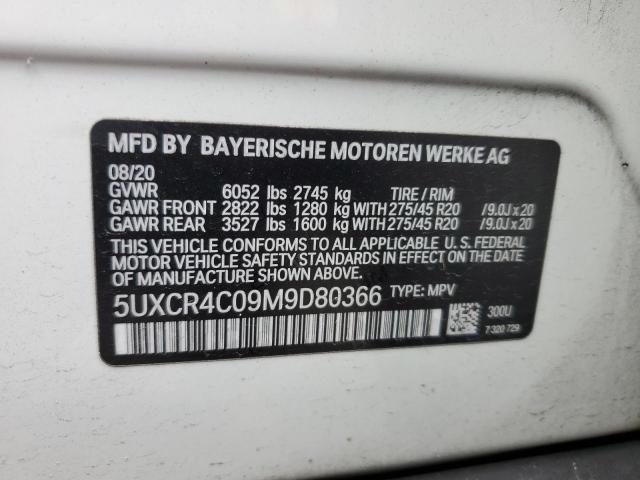 MFD BY BAYERISCHE MOTOREN WERKE AG
08/20
GVWR 6052 lbs 2745 kg TIRE / RIM
GAWR FRONT 2822 lbs 1280 kg WITH 275/45 R20 / 9.0J x 20
GAWR REAR 3527 lbs 1600 kg WITH 275/45 R20 / 9.0J x 20
THIS VEHICLE CONFORMS TO ALL APPLICABLE U. S. FEDERAL
MOTOR VEHICLE SAFETY STANDARDS IN EFFECT ON THE DATE
OF MANUFACTURE SHOWN ABOVE.
5UXCR4C09M9D80366 TYPE: MPV
300U
7 320 729